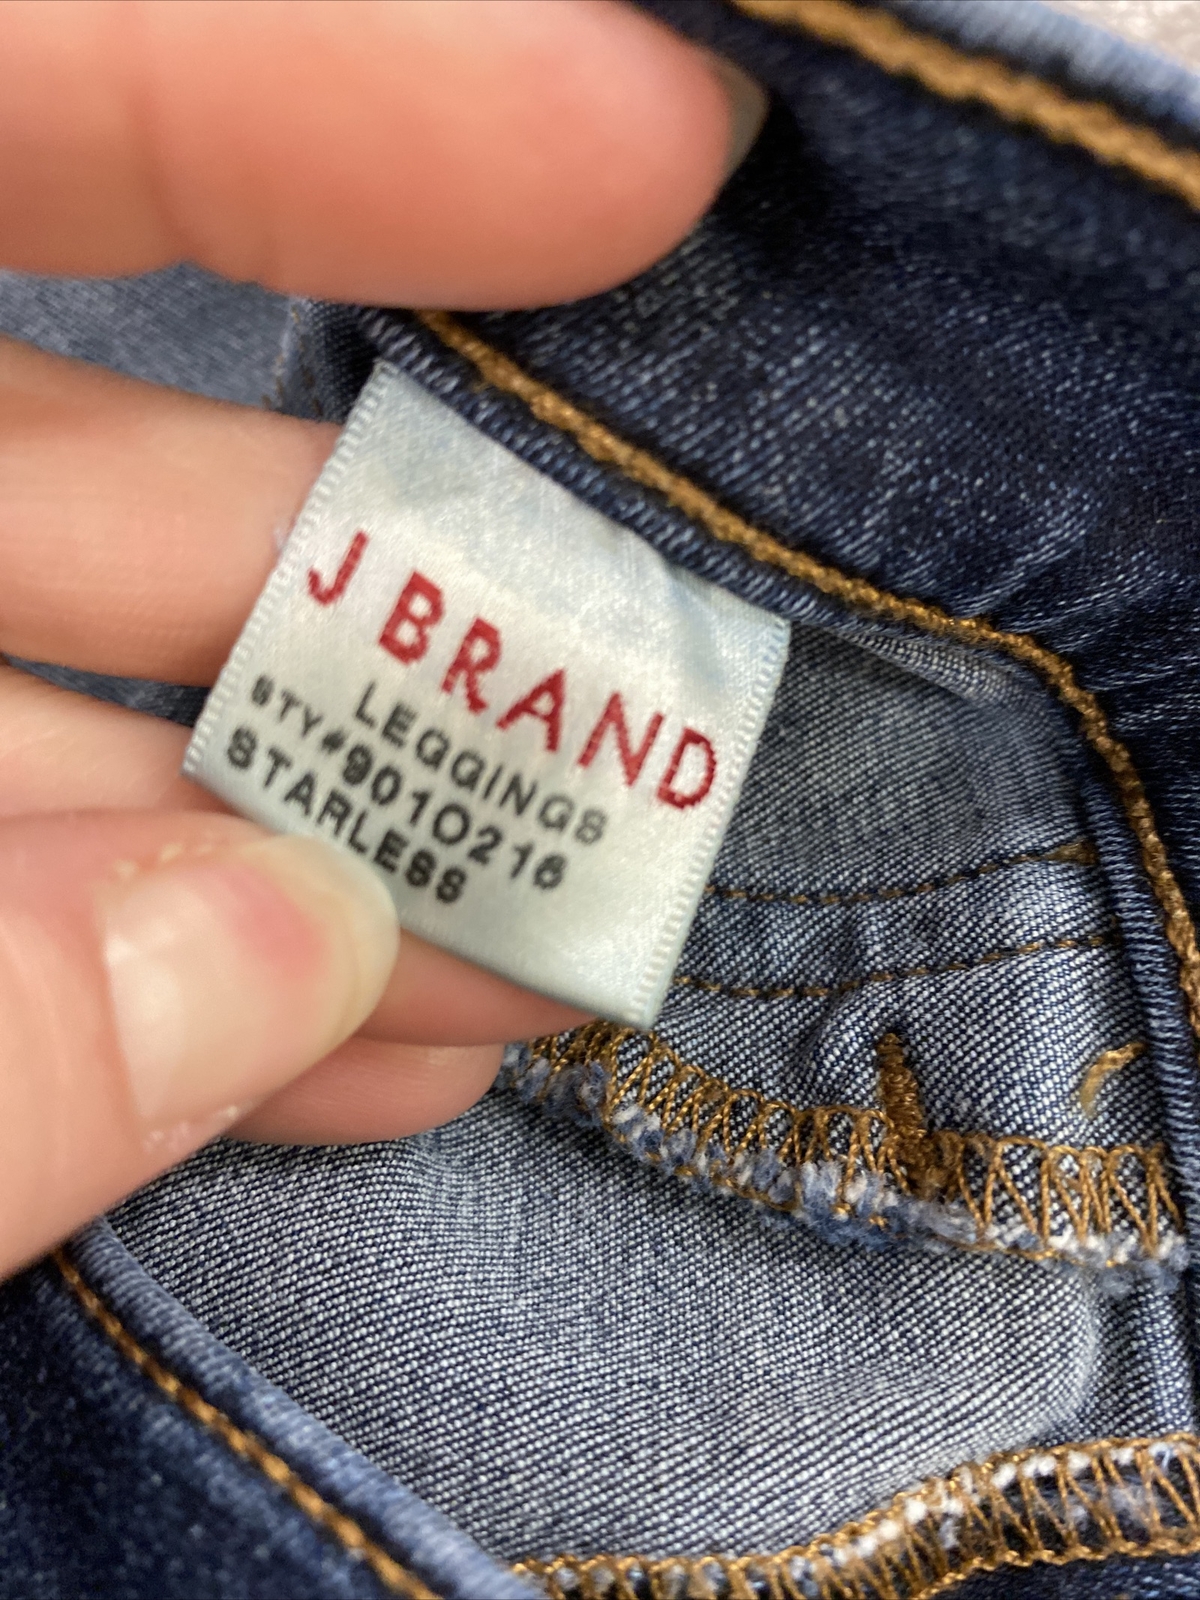 J BRAND
LEGGINGS
STY#9010216
STARLESS